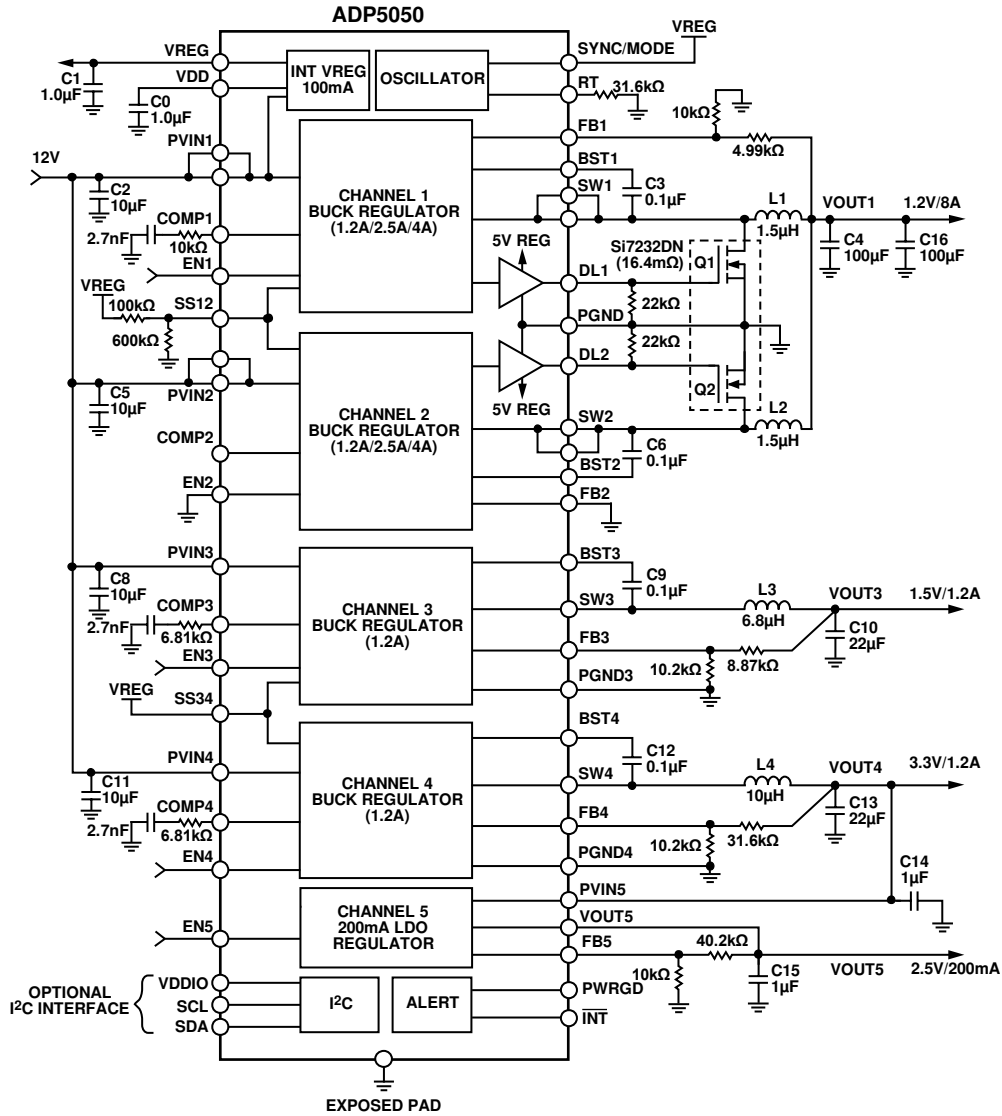 ADP5050
VREG
C1
1.0µF
VDD
C0
1.0µF
INT VREG
100mA
OSCILLATOR
SYNC/MODE
VREG
RT
31.6kΩ
FB1
10kΩ
4.99kΩ
PVIN1
12V
C2
10µF
COMP1
2.7nF
10kΩ
EN1
CHANNEL 1
BUCK REGULATOR
(1.2A/2.5A/4A)
BST1
C3
0.1µF
SW1
L1
1.5µH
VOUT1
1.2V/8A
C4
100µF
C16
100µF
5V REG
Si7232DN
(16.4mΩ)
Q1
DL1
22kΩ
PGND
22kΩ
DL2
Q2
5V REG
VREG
100kΩ
SS12
600kΩ
C5
10µF
PVIN2
COMP2
EN2
CHANNEL 2
BUCK REGULATOR
(1.2A/2.5A/4A)
SW2
L2
1.5µH
C6
0.1µF
BST2
FB2
PVIN3
C8
10µF
COMP3
2.7nF
6.81kΩ
EN3
VREG
SS34
CHANNEL 3
BUCK REGULATOR
(1.2A)
BST3
C9
0.1µF
SW3
L3
6.8µH
VOUT3
1.5V/1.2A
C10
22µF
FB3
10.2kΩ
8.87kΩ
PGND3
PVIN4
C11
10µF
COMP4
2.7nF
6.81kΩ
EN4
CHANNEL 4
BUCK REGULATOR
(1.2A)
BST4
C12
0.1µF
SW4
L4
10µH
VOUT4
3.3V/1.2A
C13
22µF
FB4
10.2kΩ
31.6kΩ
PGND4
C14
1µF
PVIN5
EN5
CHANNEL 5
200mA LDO
REGULATOR
VOUT5
FB5
40.2kΩ
10kΩ
C15
1µF
VOUT5
2.5V/200mA
OPTIONAL
I2C INTERFACE
VDDIO
SCL
SDA
I2C
ALERT
PWRGD
INT
EXPOSED PAD